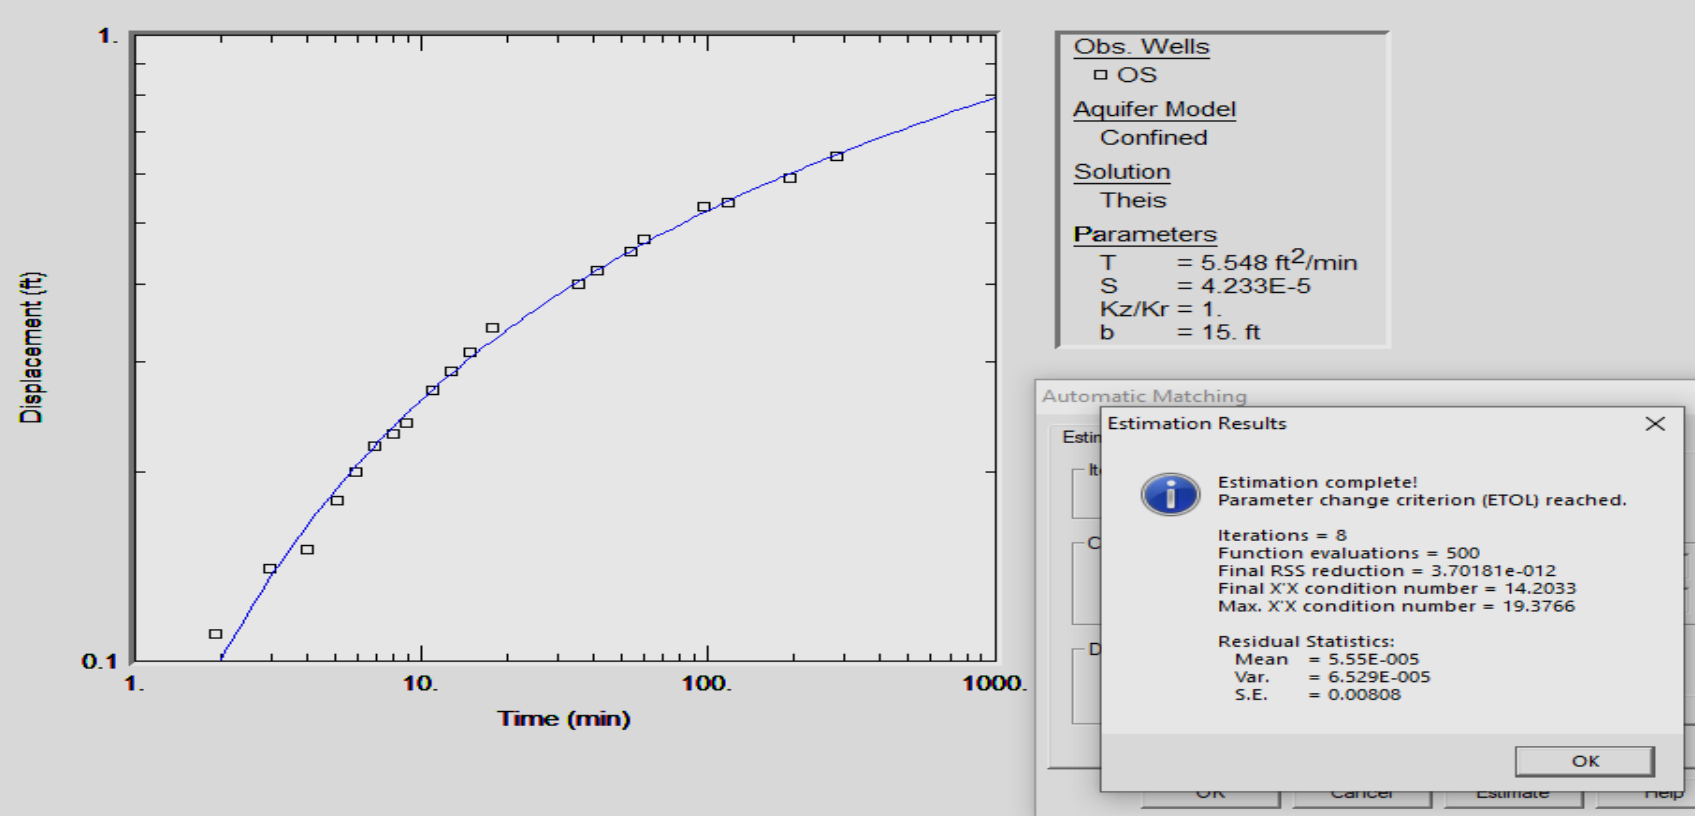 1.
Displacement (ft)
0.1
1.
10.
100.
1000.
Time (min)
Obs. Wells
OS
Aquifer Model
Confined
Solution
Theis
Parameters
T = 5.548 ft2/min
S = 4.233E-5
Kz/Kr = 1.
b = 15. ft
Automatic Matching
Estim
Ite
C
D
Estimation Results
Estimation complete!
Parameter change criterion (ETOL) reached.
Iterations = 8
Function evaluations = 500
Final RSS reduction = 3.70181e-012
Final X'X condition number = 14.2033
Max. X'X condition number = 19.3766
Residual Statistics:
Mean = 5.55E-005
Var. = 6.529E-005
S.E. = 0.00808
OK
OK
Cancel
Estimate
Help